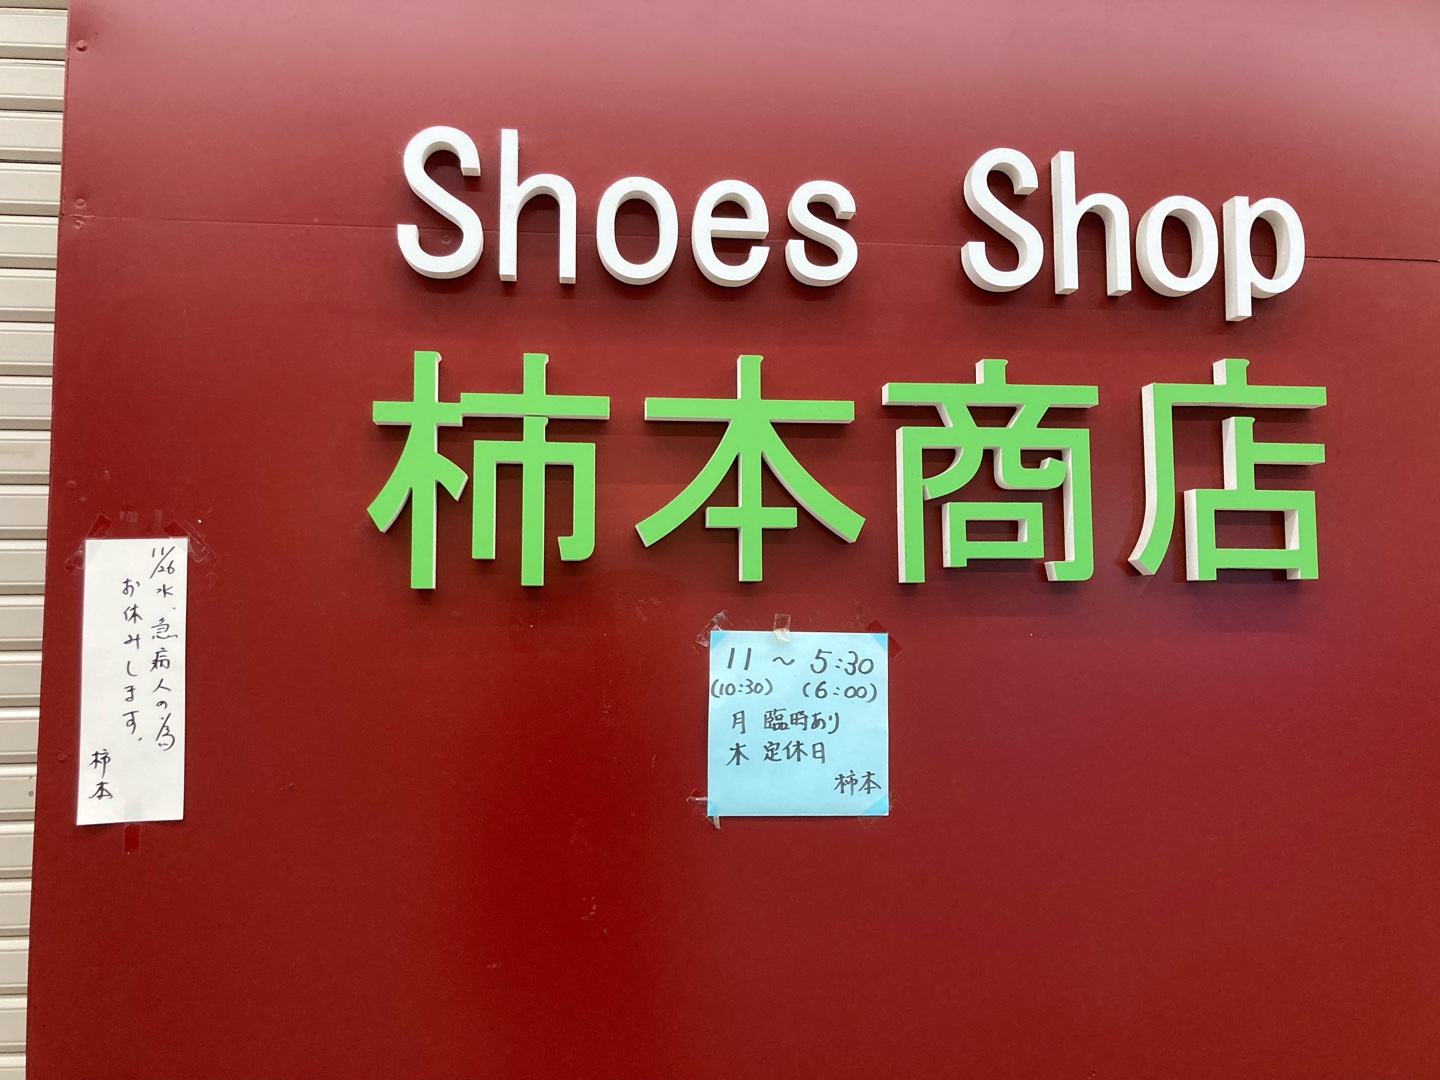 Shoes Shop
柿本商店
11/26 水、急病人の為
お休みします。
柿本
11 〜 5:30
(10:30) (6:00)
月 臨時あり
木 定休日
柿本